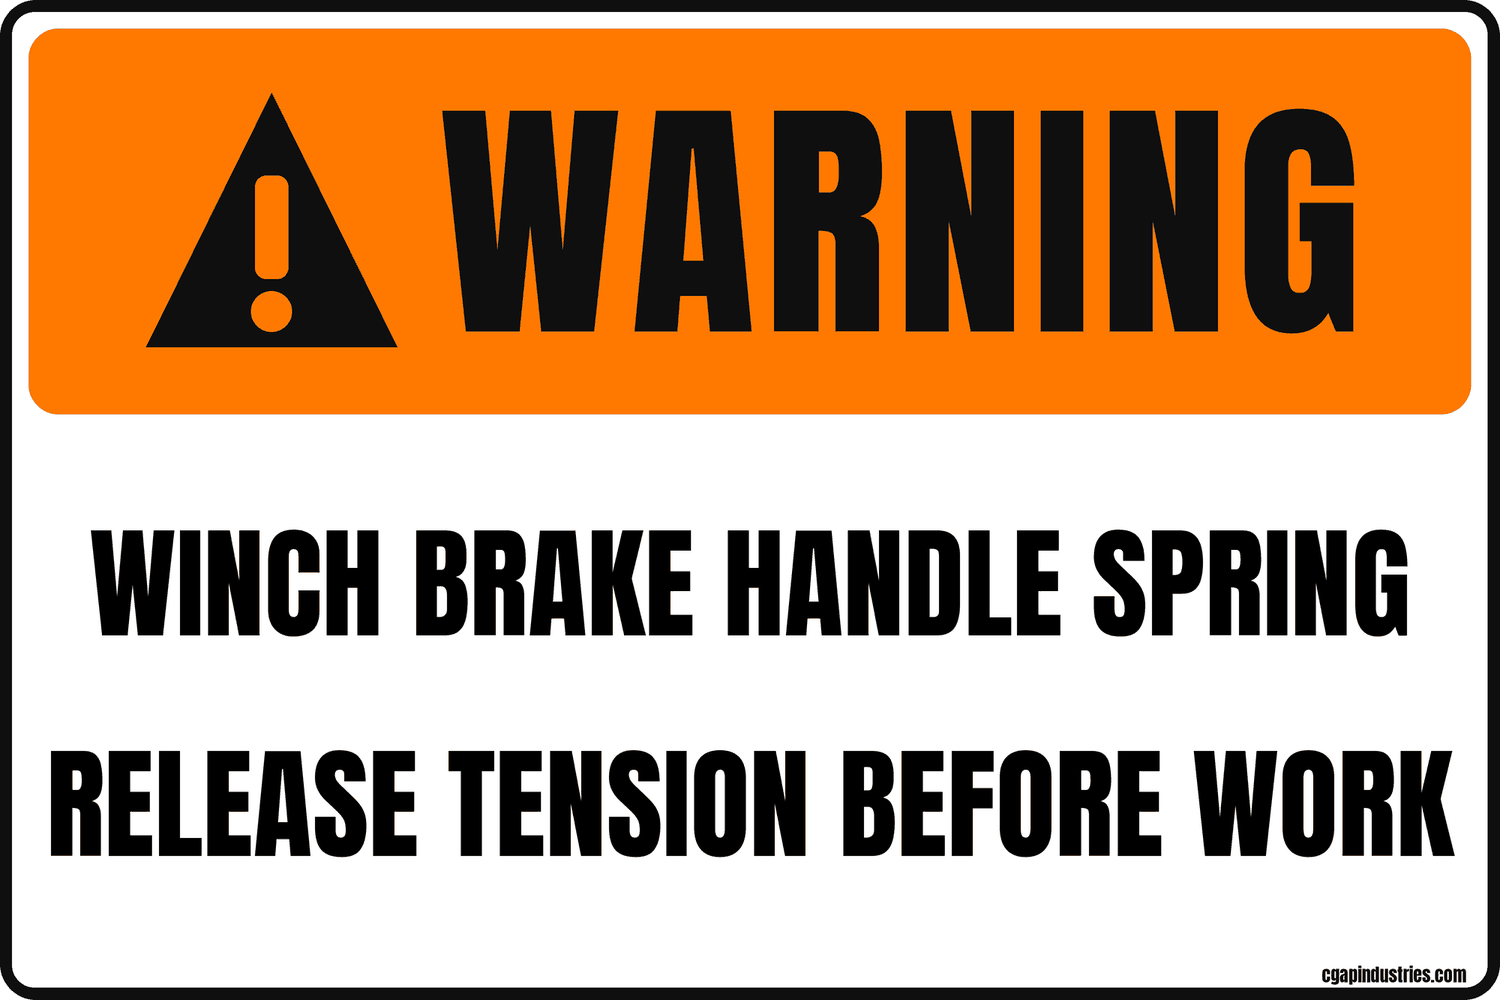 WARNING
WINCH BRAKE HANDLE SPRING
RELEASE TENSION BEFORE WORK
cgapindustries.com